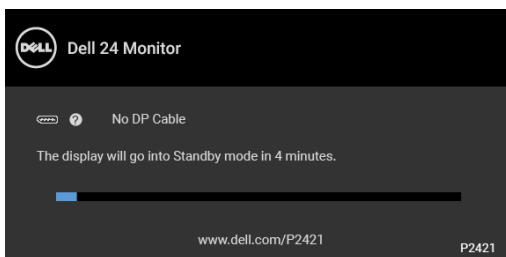 DELL
Dell 24 Monitor
? No DP Cable
The display will go into Standby mode in 4 minutes.
www.dell.com/P2421
P2421